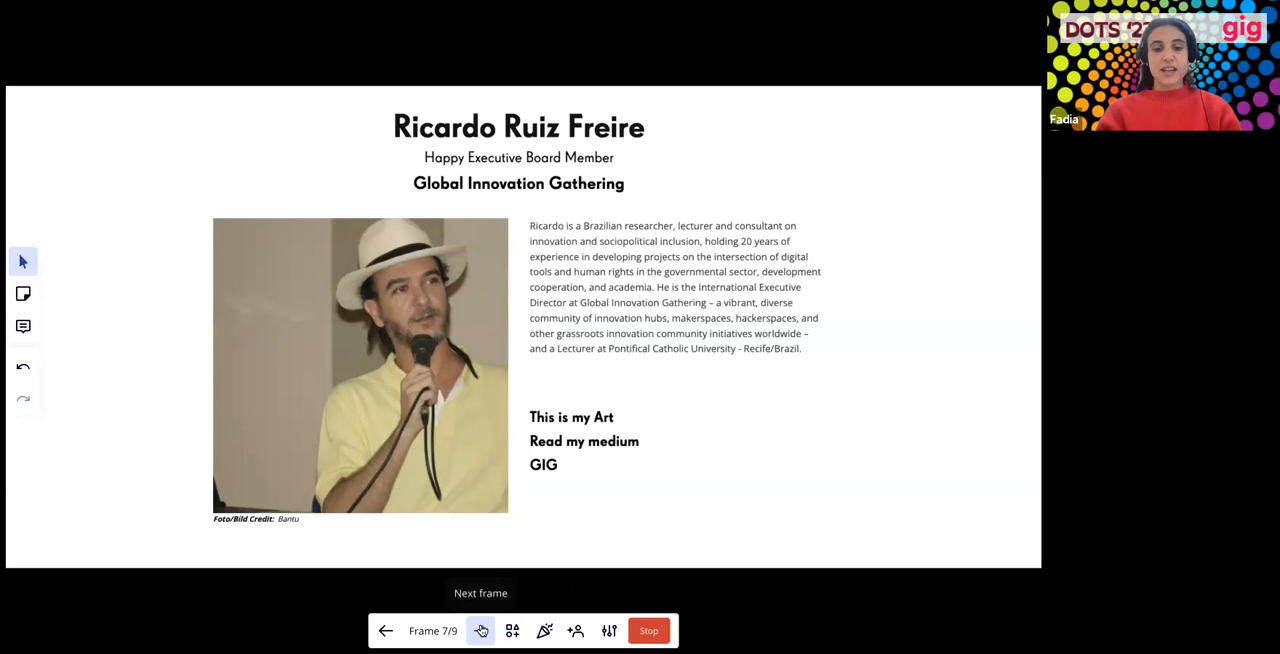 DOTS '2
gig
Fadia
Ricardo Ruiz Freire
Happy Executive Board Member
Global Innovation Gathering
Ricardo is a Brazilian researcher, lecturer and consultant on
innovation and sociopolitical inclusion, holding 20 years of
experience in developing projects on the intersection of digital
tools and human rights in the governmental sector, development
cooperation, and academia. He is the International Executive
Director at Global Innovation Gathering – a vibrant, diverse
community of innovation hubs, makerspaces, hackerspaces, and
other grassroots innovation community initiatives worldwide –
and a Lecturer at Pontifical Catholic University - Recife/Brazil.
This is my Art
Read my medium
GIG
Foto/Bild Credit: Bantu
Next frame
Frame 7/9
Stop